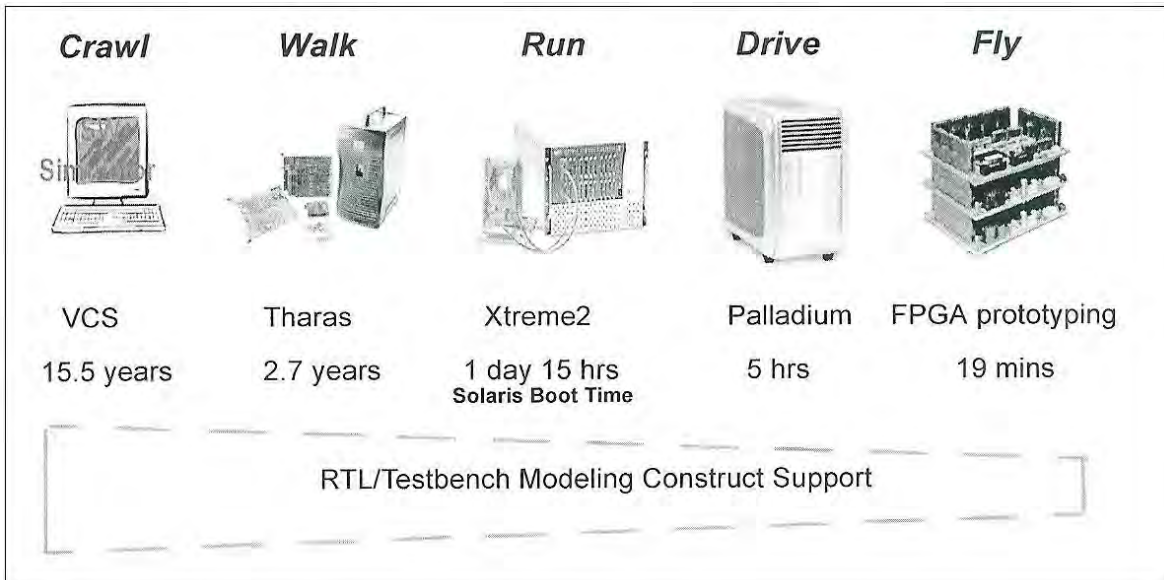 Crawl Walk Run Drive Fly
Simulator
VCS Tharas Xtreme2 Palladium FPGA prototyping
15.5 years 2.7 years 1 day 15 hrs 5 hrs 19 mins
Solaris Boot Time
RTL/Testbench Modeling Construct Support